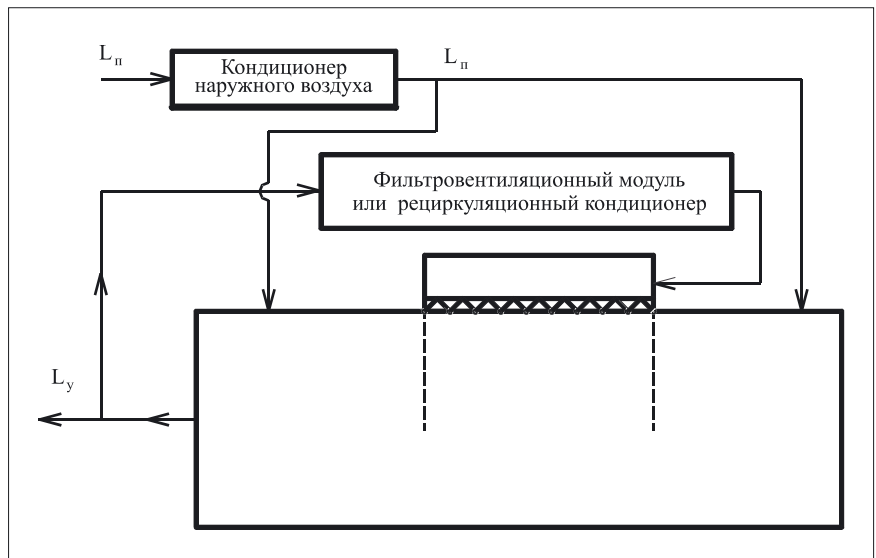 Lп
Кондиционер
наружного воздуха
Lп
Фильтровентиляционный модуль
или рециркуляционный кондиционер
Lу